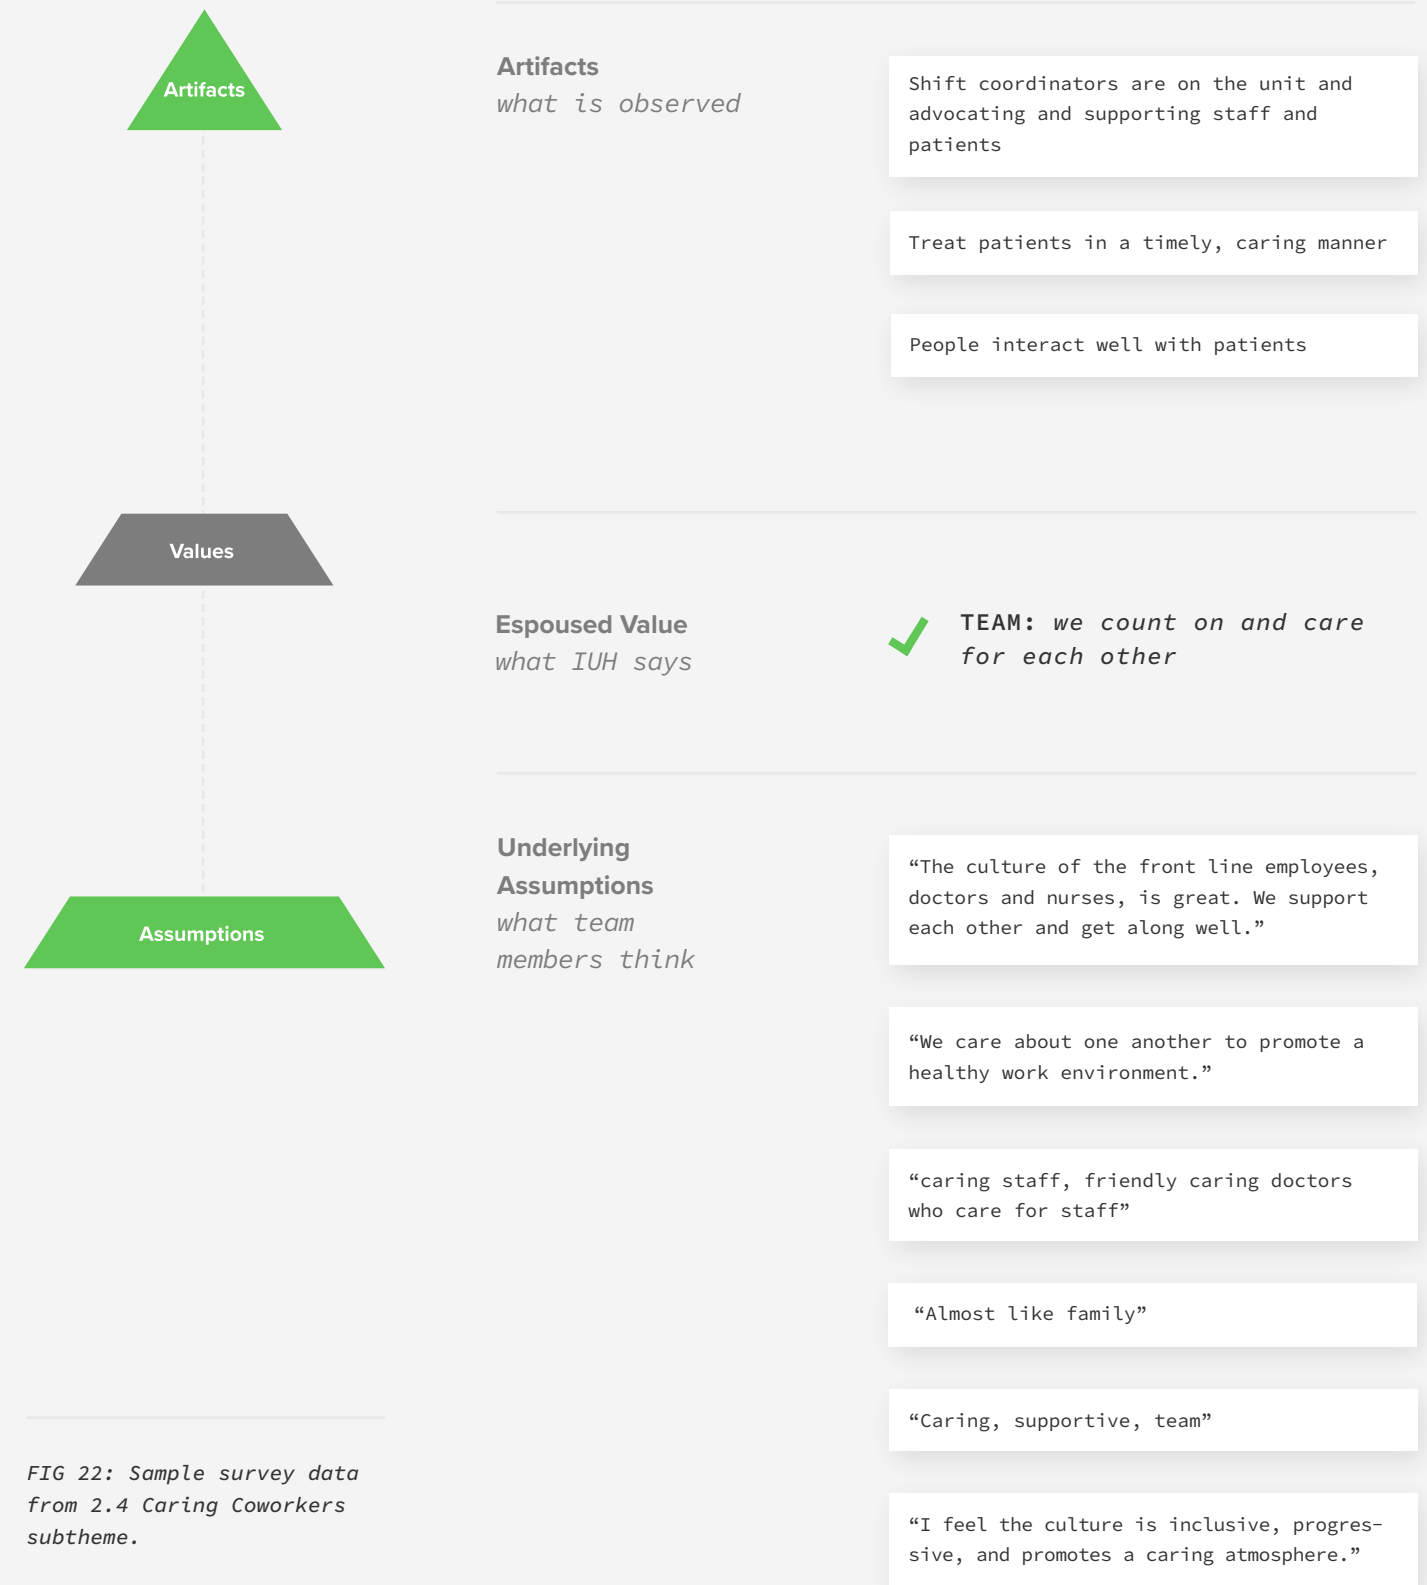 Artifacts
Artifacts
what is observed
Shift coordinators are on the unit and
advocating and supporting staff and
patients
Treat patients in a timely, caring manner
People interact well with patients
Values
Espoused Value
what IUH says
TEAM: we count on and care
for each other
Assumptions
Underlying
Assumptions
what team
members think
“The culture of the front line employees,
doctors and nurses, is great. We support
each other and get along well.”
“We care about one another to promote a
healthy work environment.”
“caring staff, friendly caring doctors
who care for staff”
“Almost like family”
“Caring, supportive, team”
“I feel the culture is inclusive, progres-
sive, and promotes a caring atmosphere.”
FIG 22: Sample survey data
from 2.4 Caring Coworkers
subtheme.